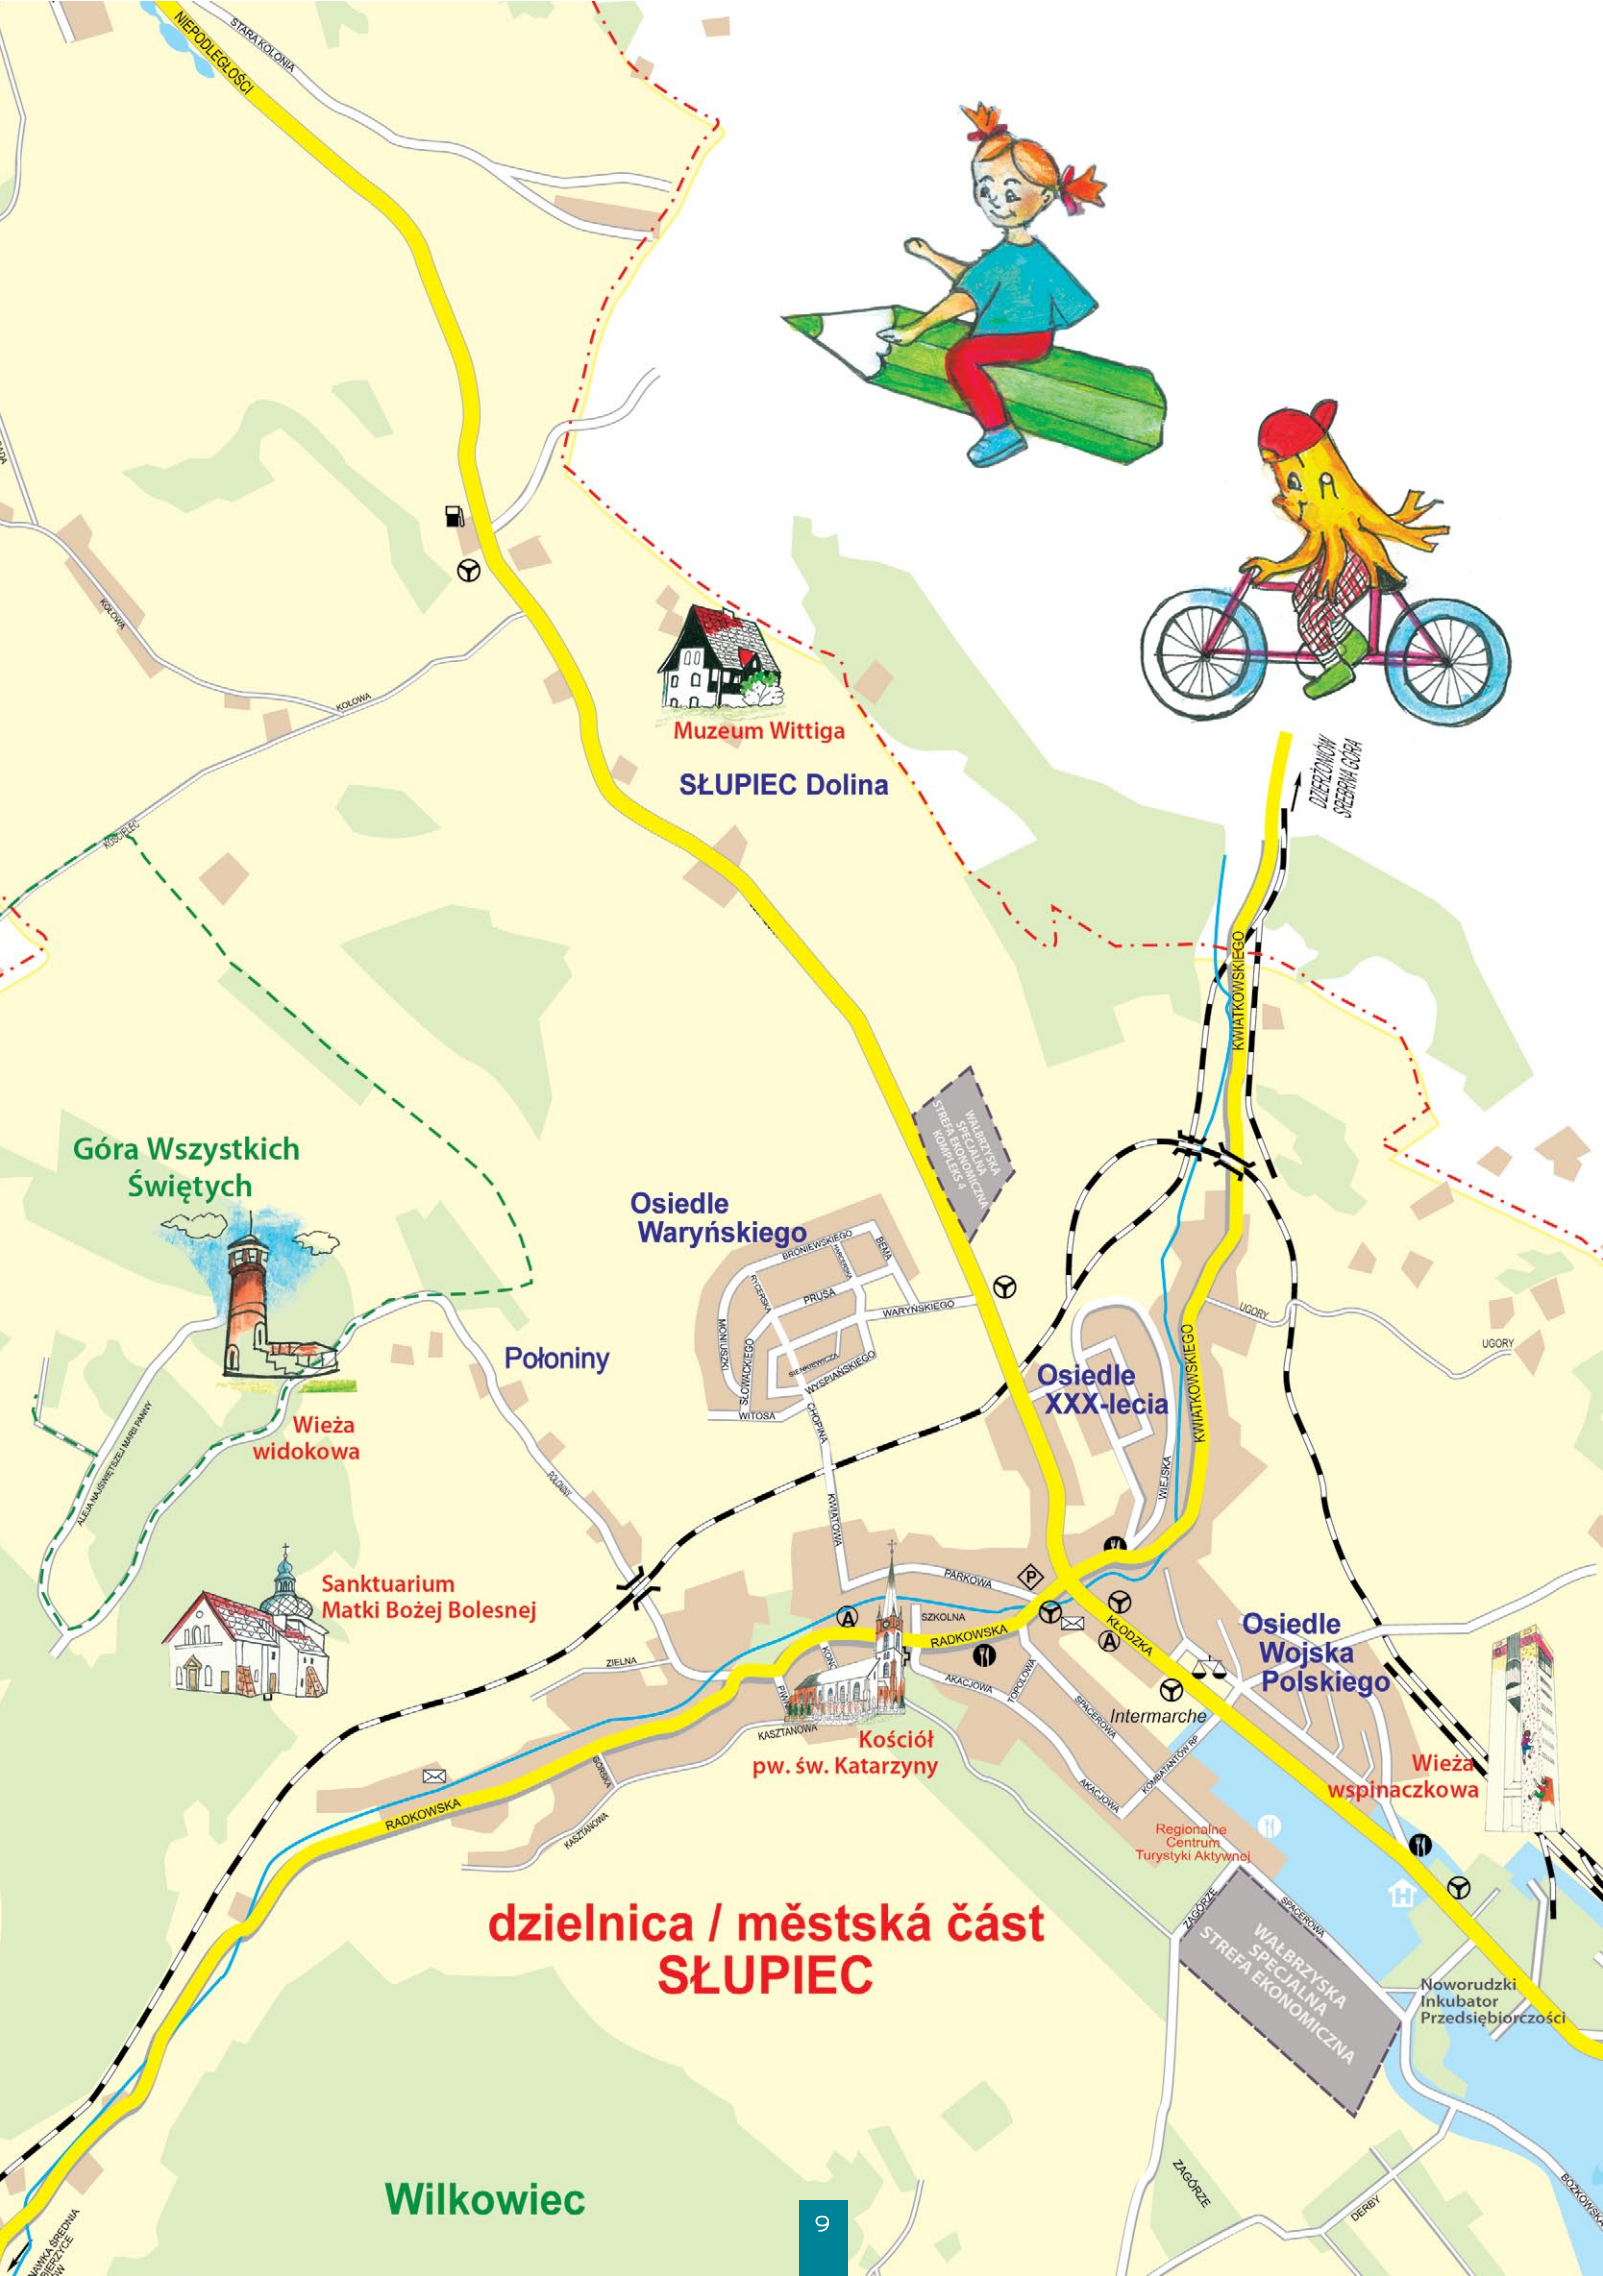 NIEPODLEGŁOŚCI
STARA KOLONIA
KOŁOWA
KOŁOWA
Muzeum Wittiga
SŁUPIEC Dolina
DZIERŻONIÓW
SREBRNA GÓRA
KOŚCIELEC
KWIATKOWSKIEGO
WAŁBRZYSKA
SPECJALNA
STREFA EKONOMICZNA
KOMPLEKS 4
Góra Wszystkich
Świętych
Osiedle
Waryńskiego
BRONIEWSKIEGO
BEMA
HARCERSKA
RYCERSKA
PRUSA
WARYŃSKIEGO
MONIUSZKI
SŁOWACKIEGO
SIENKIEWICZA
WYSPIAŃSKIEGO
WITOSA
CHOPINA
KWIATOWA
UGORY
UGORY
Połoniny
Osiedle
XXX-lecia
KWIATKOWSKIEGO
WIEJSKA
Wieża
widokowa
ALEJA NAJŚWIĘTSZEJ MARII PANNY
POŁONINY
Sanktuarium
Matki Bożej Bolesnej
PARKOWA
P
A
SZKOLNA
RADKOWSKA
KŁODZKA
A
Osiedle
Wojska
Polskiego
ZIELNA
AKACJOWA
TOPOLOWA
SPACEROWA
Intermarche
KASZTANOWA
Kościół
pw. św. Katarzyny
KOMBATANTÓW RP
AKACJOWA
Wieża
wspinaczkowa
GÓRSKA
RADKOWSKA
KASZTANOWA
Regionalne
Centrum
Turystyki Aktywnej
H
ZAGÓRZE
SPACEROWA
dzielnica / městská část
SŁUPIEC
WAŁBRZYSKA
SPECJALNA
STREFA EKONOMICZNA
Noworudzki
Inkubator
Przedsiębiorczości
Wilkowiec
ZAGÓRZE
DERBY
BOŻKOWSKA
9